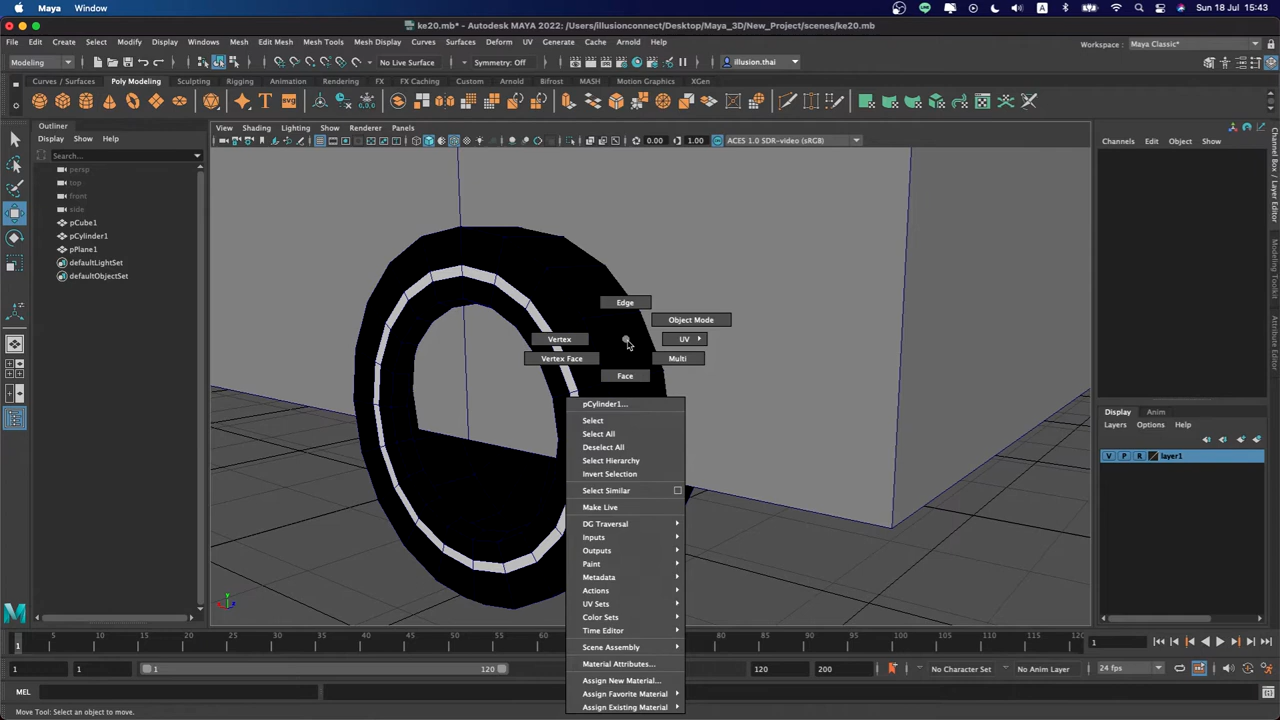 Maya Window A Sun 18 Jul 15:43
ke20.mb* - Autodesk MAYA 2022: /Users/illusionconnect/Desktop/Maya_3D/New_Project/scenes/ke20.mb
File Edit Create Select Modify Display Windows Mesh Edit Mesh Mesh Tools Mesh Display Curves Surfaces Deform UV Generate Cache Arnold Help Workspace : Maya Classic*
Modeling No Live Surface Symmetry: Off illusion.thai
Curves / Surfaces Poly Modeling Sculpting Rigging Animation Rendering FX FX Caching Custom Arnold Bifrost MASH Motion Graphics XGen
Outliner
Display Show Help
Search...
View Shading Lighting Show Renderer Panels
0.00 1.00 ACES 1.0 SDR-video (sRGB)
persp
top
front
side
pCube1
pCylinder1
pPlane1
defaultLightSet
defaultObjectSet
Channels Edit Object Show
Channel Box / Layer Editor
Modeling Toolkit
Attribute Editor
Edge
Object Mode
Vertex UV
Vertex Face Multi
Face
pCylinder1...
Select
Select All
Deselect All
Select Hierarchy
Invert Selection
Select Similar
Make Live
DG Traversal
Inputs
Outputs
Paint
Metadata
Actions
UV Sets
Color Sets
Time Editor
Scene Assembly
Material Attributes...
Assign New Material...
Assign Favorite Material
Assign Existing Material
Display Anim
Layers Options Help
V P R layer1
5 10 15 20 25 30 35 40 45 50 55 60 80 85 90 95 100 105 110 115 120
1 1
1 1 1 120 120 200 No Character Set No Anim Layer 24 fps
MEL
Move Tool: Select an object to move.